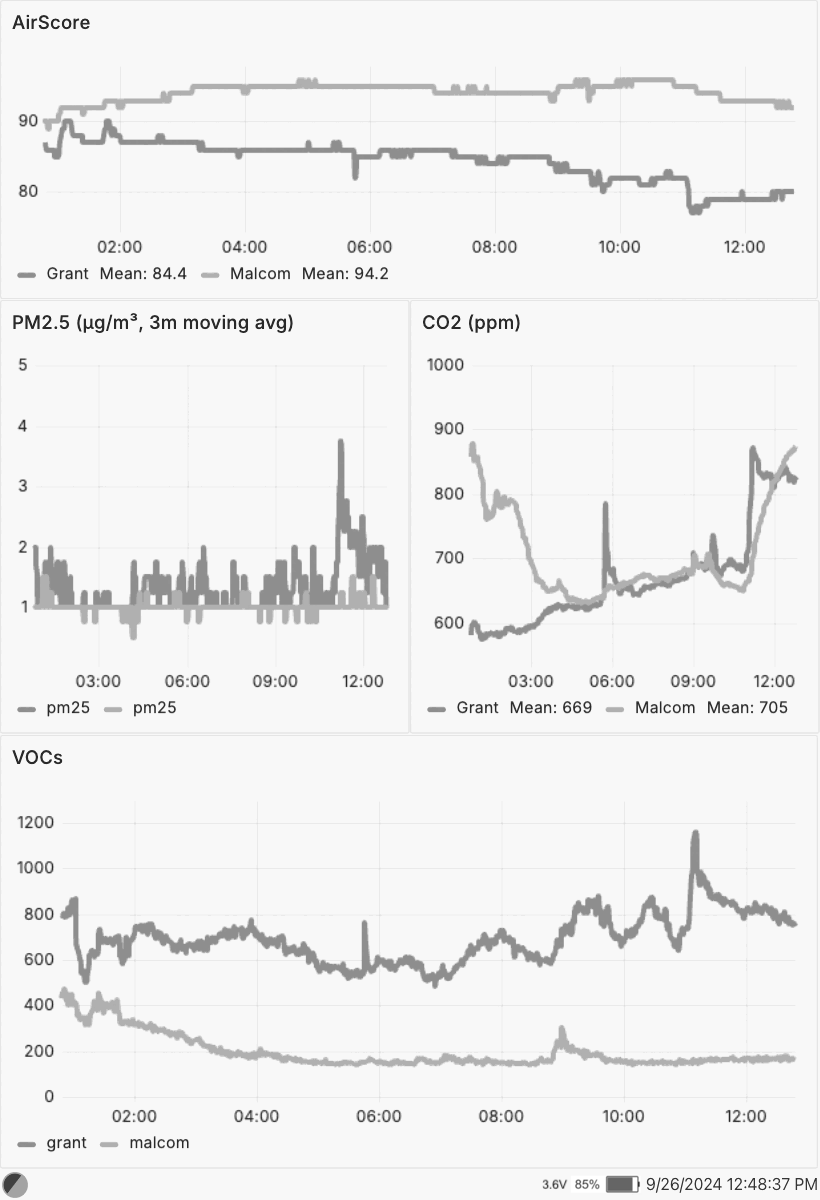 AirScore
90
80
02:00 04:00 06:00 08:00 10:00 12:00
Grant Mean: 84.4 Malcom Mean: 94.2
PM2.5 (µg/m³, 3m moving avg)
5
4
3
2
1
03:00 06:00 09:00 12:00
pm25 pm25
CO2 (ppm)
1000
900
800
700
600
03:00 06:00 09:00 12:00
Grant Mean: 669 Malcom Mean: 705
VOCs
1200
1000
800
600
400
200
0
02:00 04:00 06:00 08:00 10:00 12:00
grant malcom
3.6V 85% 9/26/2024 12:48:37 PM